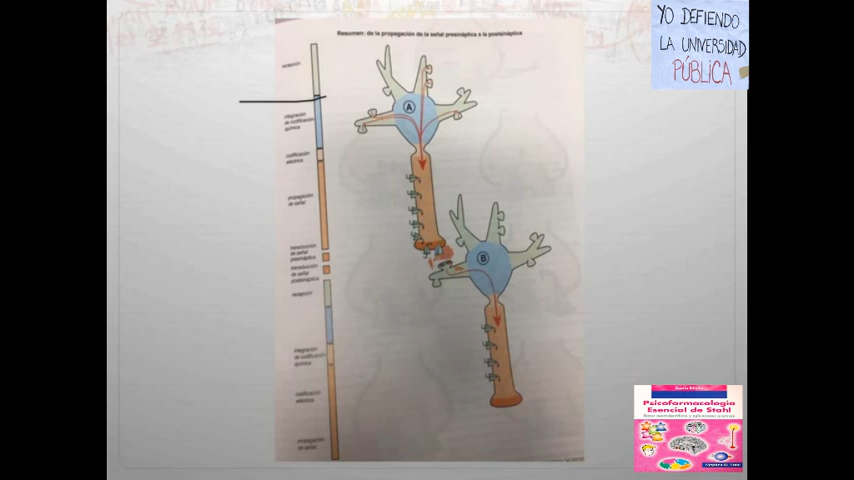 Resumen: de la propagación de la señal presináptica a la postsináptica
YO DEFIENDO
LA UNIVERSIDAD
PÚBLICA
recepción
integración
de codificación
química
codificación
eléctrica
propagación
de señal
transducción
de señal
presináptica
transducción
de señal
postsináptica
recepción
integración
de codificación
química
codificación
eléctrica
propagación
de señal
A
B
Psicofarmacología
Esencial de Stahl